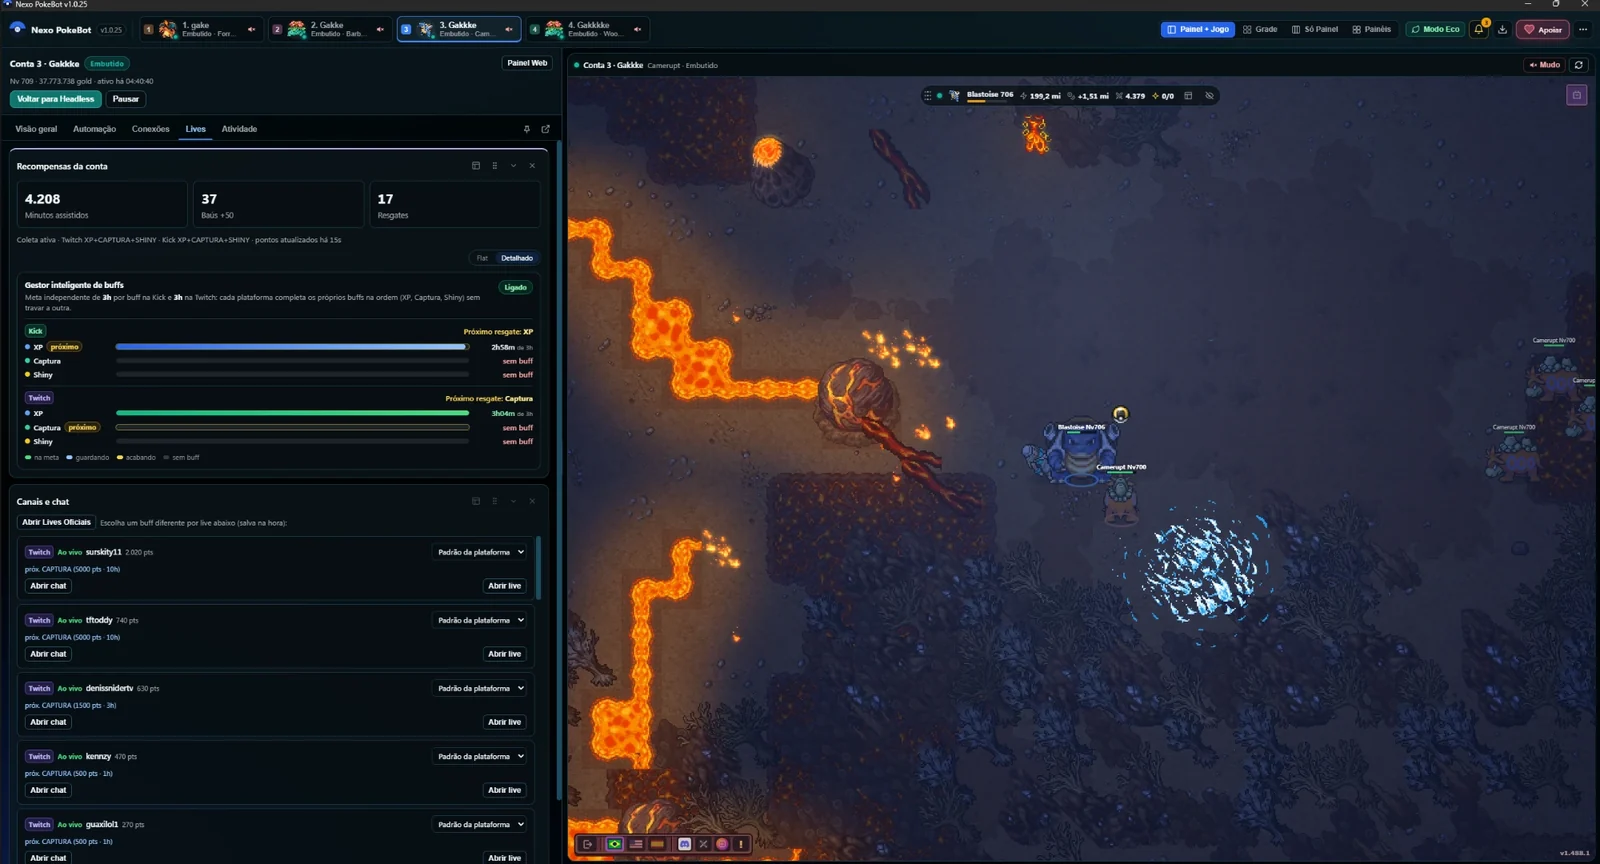 Nexo PokeBot v1.0.25
Nexo PokeBot v1.0.25
1 1. gake
Embutido · Forr...
2 2. Gakke
Embutido · Barb...
3 3. Gakkke
Embutido · Cam...
4 4. Gakkkke
Embutido · Woo...
Painel + Jogo Grade Só Painel Painéis Modo Eco 3 Apoiar
Conta 3 · Gakkke Embutido Painel Web
Nv 709 · 37.773.738 gold · ativo há 04:40:40
Voltar para Headless Pausar
Visão geral Automação Conexões Lives Atividade
Recompensas da conta
4.208
Minutos assistidos
37
Baús +50
17
Resgates
Coleta ativa · Twitch XP+CAPTURA+SHINY · Kick XP+CAPTURA+SHINY · pontos atualizados há 15s
Flat Detalhado
Gestor inteligente de buffs Ligado
Meta independente de 3h por buff na Kick e 3h na Twitch: cada plataforma completa os próprios buffs na ordem (XP, Captura, Shiny) sem
travar a outra.
Kick Próximo resgate: XP
XP próximo 2h58m de 3h
Captura sem buff
Shiny sem buff
Twitch Próximo resgate: Captura
XP 3h04m de 3h
Captura próximo sem buff
Shiny sem buff
na meta guardando acabando sem buff
Canais e chat
Abrir Lives Oficiais Escolha um buff diferente por live abaixo (salva na hora):
Twitch Ao vivo surskity11 2.020 pts Padrão da plataforma
próx. CAPTURA (5000 pts · 10h)
Abrir chat Abrir live
Twitch Ao vivo tftoddy 740 pts Padrão da plataforma
próx. CAPTURA (5000 pts · 10h)
Abrir chat Abrir live
Twitch Ao vivo denissnidertv 630 pts Padrão da plataforma
próx. CAPTURA (1500 pts · 3h)
Abrir chat Abrir live
Twitch Ao vivo kennzy 470 pts Padrão da plataforma
próx. CAPTURA (500 pts · 1h)
Abrir chat Abrir live
Twitch Ao vivo guaxilol1 270 pts Padrão da plataforma
próx. CAPTURA (500 pts · 1h)
Abrir chat Abrir live
Conta 3 · Gakkke Camerupt · Embutido Mudo
Blastoise 706 199,2 mi +1,51 mi 4.379 0/0
Camerupt Nv700
Camerup
Camerupt Nv700
Blastoise Nv706
Camerupt Nv700
v1.488.1